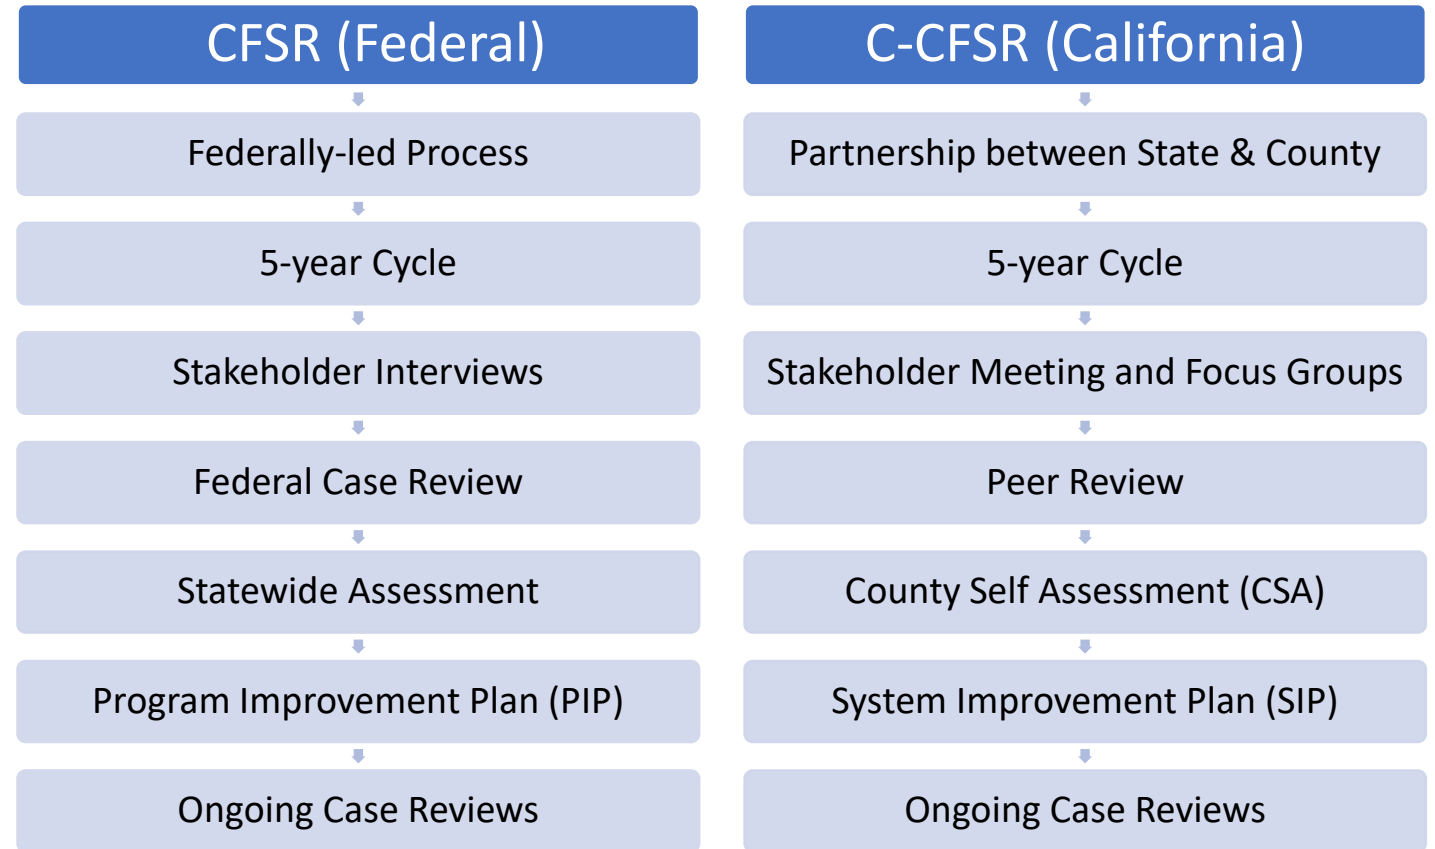 CFSR (Federal)
Federally-led Process
5-year Cycle
Stakeholder Interviews
Federal Case Review
Statewide Assessment
Program Improvement Plan (PIP)
Ongoing Case Reviews
C-CFSR (California)
Partnership between State & County
5-year Cycle
Stakeholder Meeting and Focus Groups
Peer Review
County Self Assessment (CSA)
System Improvement Plan (SIP)
Ongoing Case Reviews